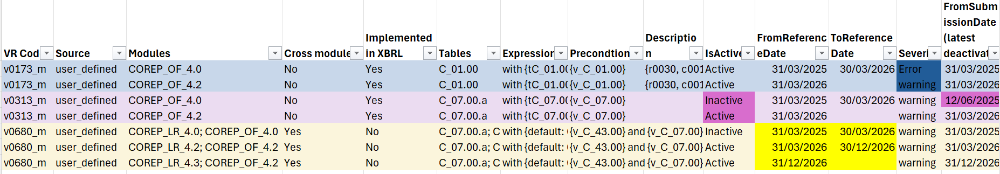 VR Cod Source Modules Cross module Implemented in XBRL Tables Expression Precondtion Descriptio n IsActive FromReferenc eDate ToReference Date Severi FromSubm issionDate (latest deactivat
v0173_m user_defined COREP_OF_4.0 No Yes C_01.00 with {tC_01.00 {v_C_01.00} {r0030, c001 Active 31/03/2025 30/03/2026 Error 31/03/2025
v0173_m user_defined COREP_OF_4.2 No Yes C_01.00 with {tC_01.00 {v_C_01.00} {r0030, c001 Active 31/03/2026 warning 31/03/2026
v0313_m user_defined COREP_OF_4.0 No Yes C_07.00.a with {tC_07.00 {v_C_07.00} Inactive 31/03/2025 30/03/2026 warning 12/06/2025
v0313_m user_defined COREP_OF_4.2 No Yes C_07.00.a with {tC_07.00 {v_C_07.00} Active 31/03/2026 warning 31/03/2026
v0680_m user_defined COREP_LR_4.0; COREP_OF_4.0 Yes No C_07.00.a; C with {default: {v_C_43.00} and {v_C_07.00} Inactive 31/03/2025 30/03/2026 warning 31/03/2025
v0680_m user_defined COREP_LR_4.2; COREP_OF_4.2 Yes No C_07.00.a; C with {default: {v_C_43.00} and {v_C_07.00} Active 31/03/2026 30/12/2026 warning 31/03/2026
v0680_m user_defined COREP_LR_4.3; COREP_OF_4.2 Yes No C_07.00.a; C with {default: {v_C_43.00} and {v_C_07.00} Active 31/12/2026 warning 31/12/2026